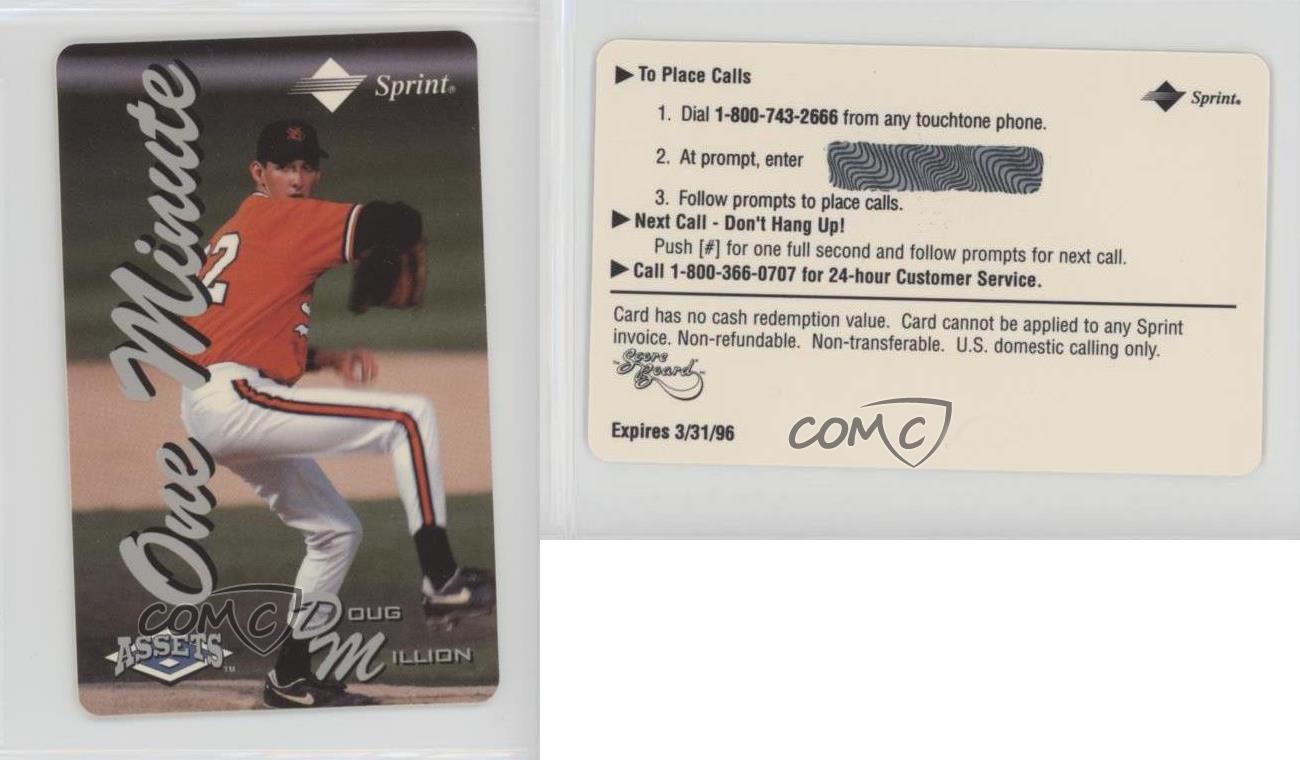 One Minute
Sprint®
2
COMC
ASSETS™
DOUG
MILLION
To Place Calls
Sprint®
1. Dial 1-800-743-2666 from any touchtone phone.
2. At prompt, enter
3. Follow prompts to place calls.
Next Call - Don't Hang Up!
Push [#] for one full second and follow prompts for next call.
Call 1-800-366-0707 for 24-hour Customer Service.
Card has no cash redemption value. Card cannot be applied to any Sprint
invoice. Non-refundable. Non-transferable. U.S. domestic calling only.
Score
Board™
Expires 3/31/96
COMC